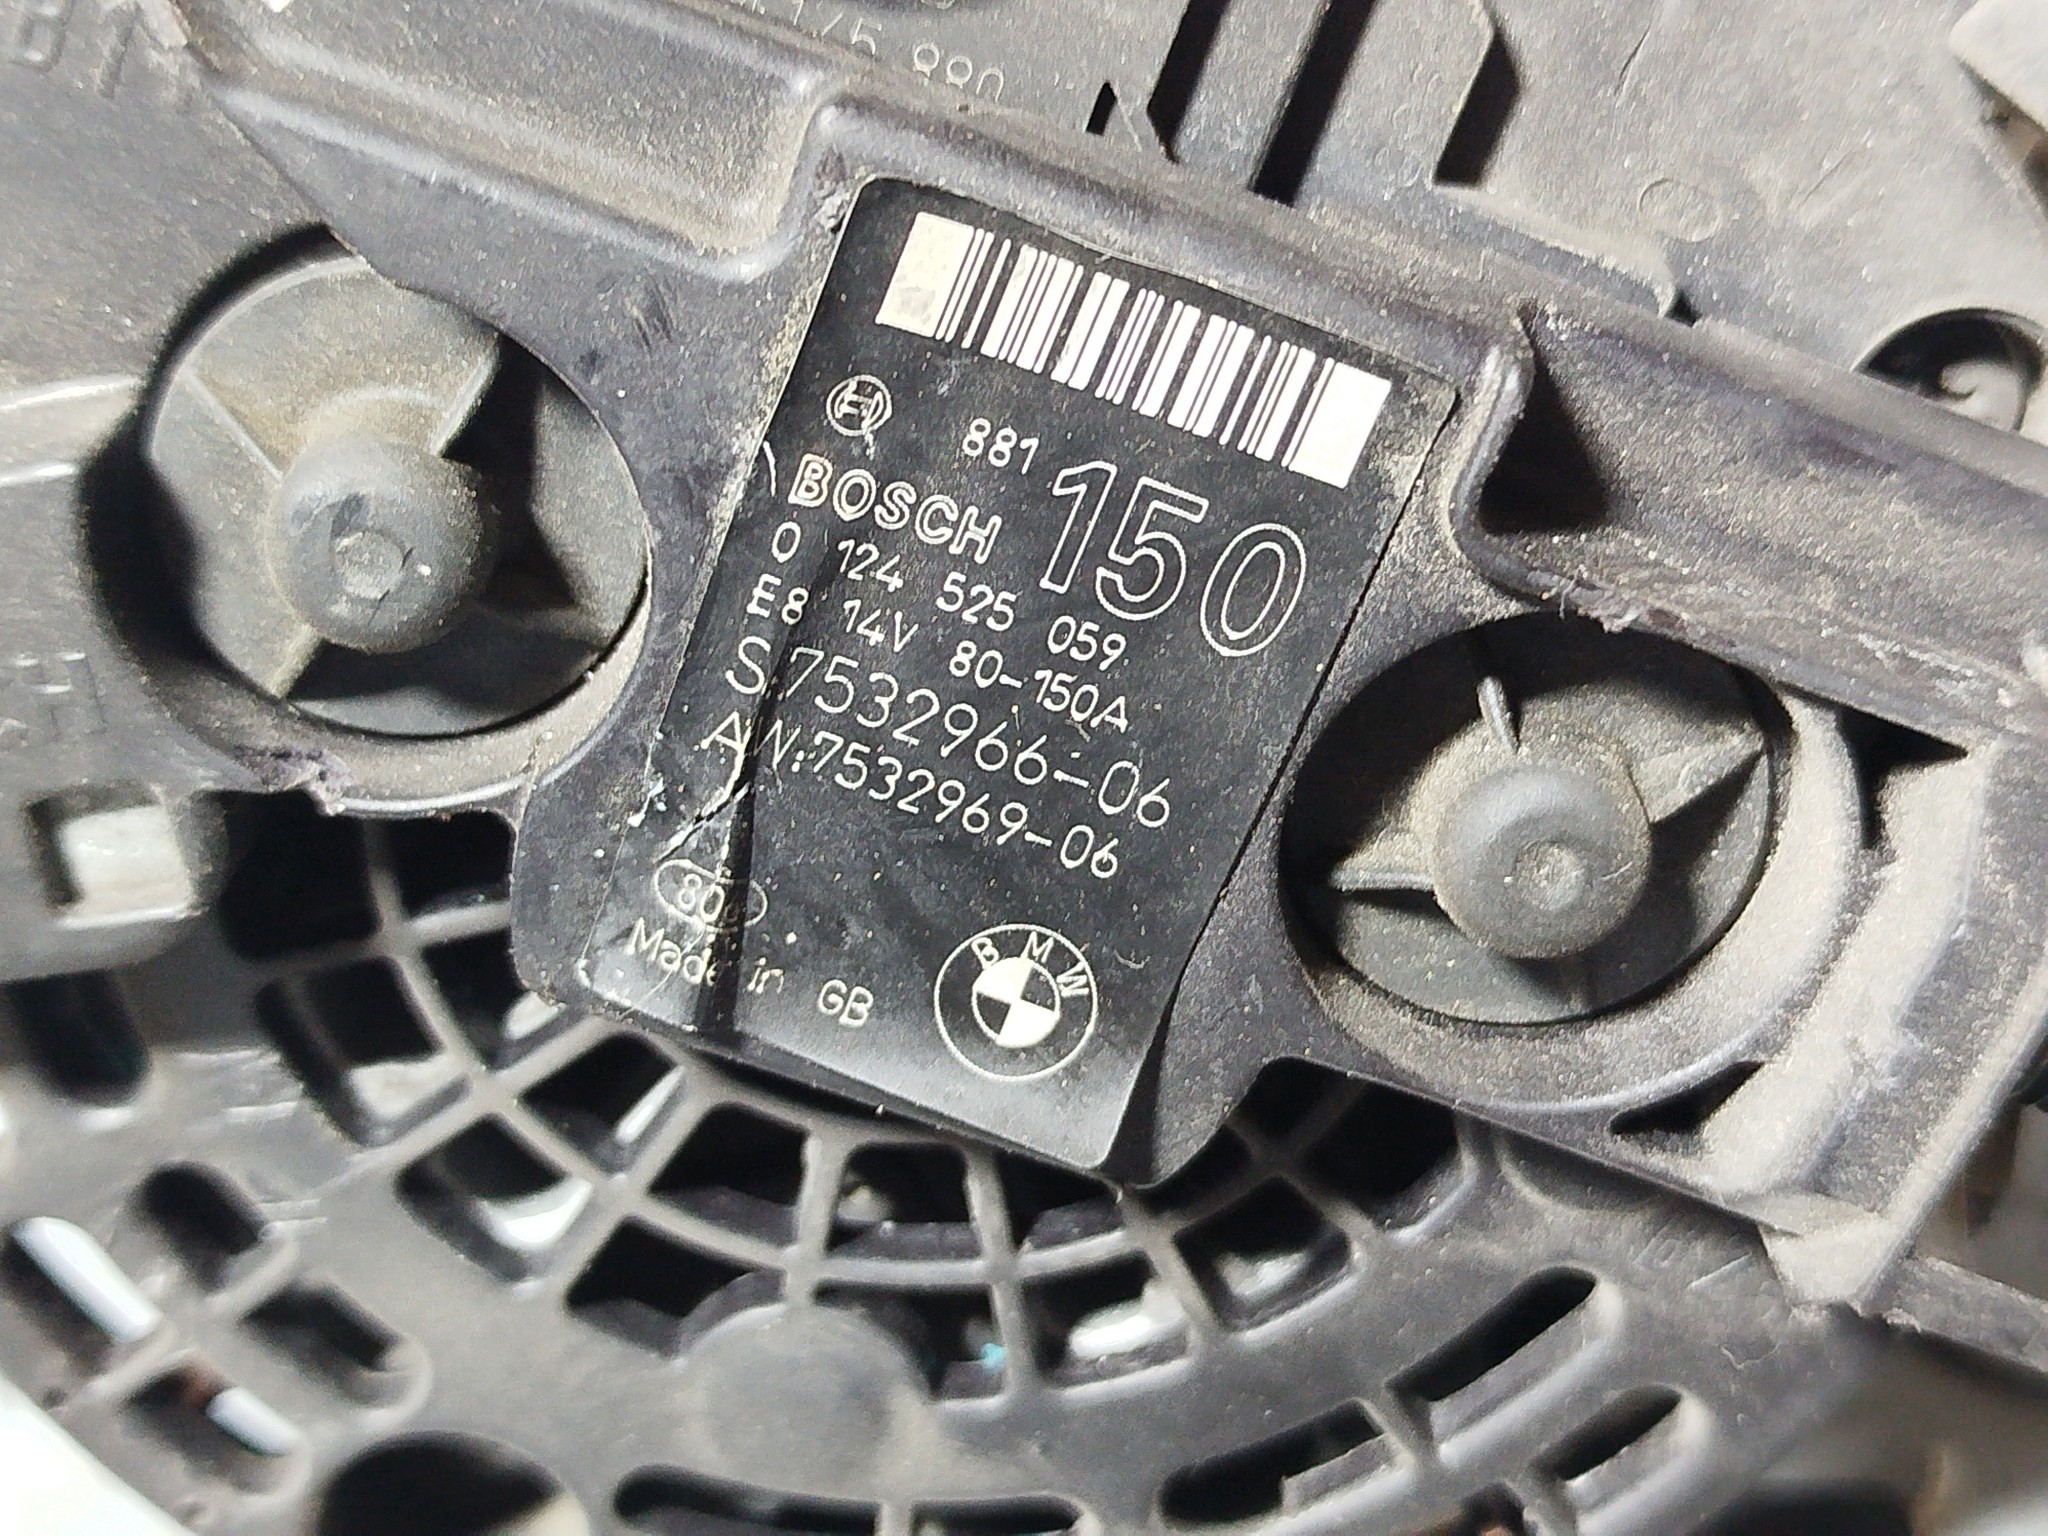 881
150
BOSCH
0 124 525 059
E8 14V 80-150A
S:7532966-06
AW:7532969-06
Made in GB
BMW